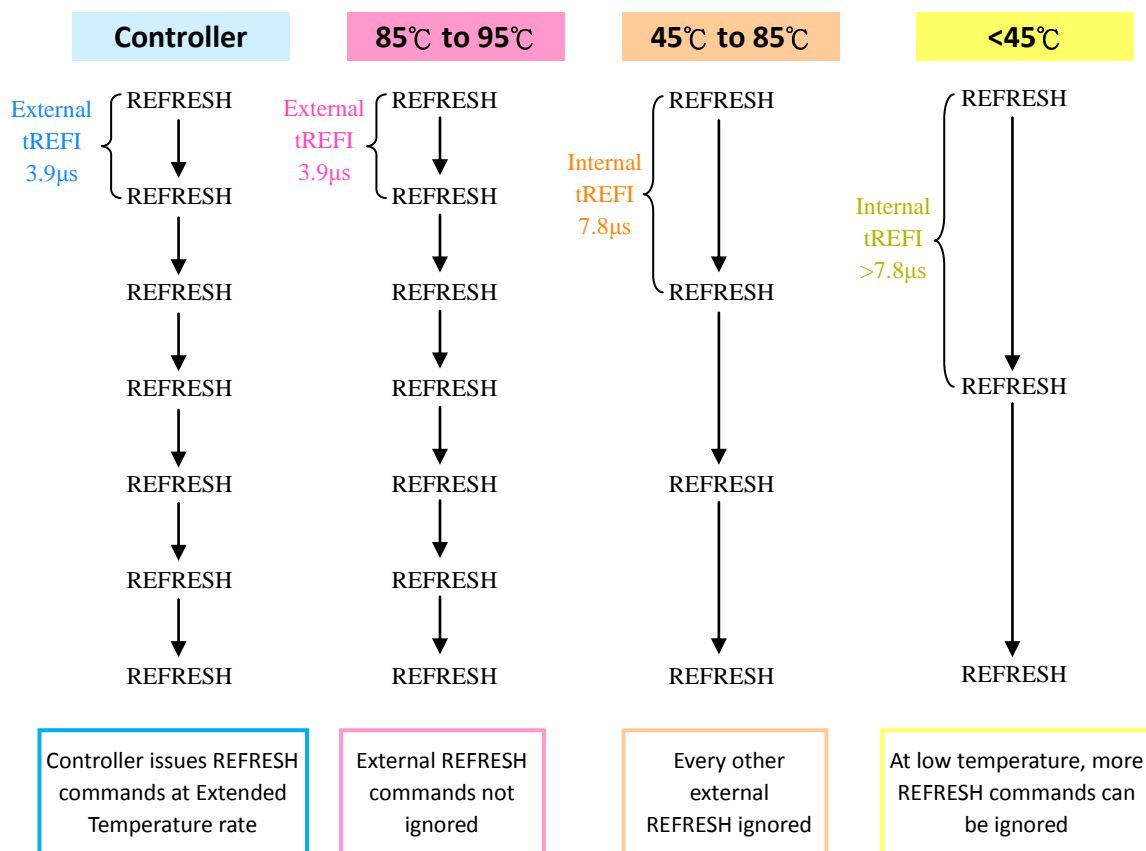 Controller
85℃ to 95℃
45℃ to 85℃
<45℃
External
tREFI
3.9μs
REFRESH
REFRESH
REFRESH
REFRESH
REFRESH
REFRESH
REFRESH
External
tREFI
3.9μs
REFRESH
REFRESH
REFRESH
REFRESH
REFRESH
REFRESH
REFRESH
Internal
tREFI
7.8μs
REFRESH
REFRESH
REFRESH
REFRESH
Internal
tREFI
>7.8μs
REFRESH
REFRESH
REFRESH
Controller issues REFRESH
commands at Extended
Temperature rate
External REFRESH
commands not
ignored
Every other
external
REFRESH ignored
At low temperature, more
REFRESH commands can
be ignored